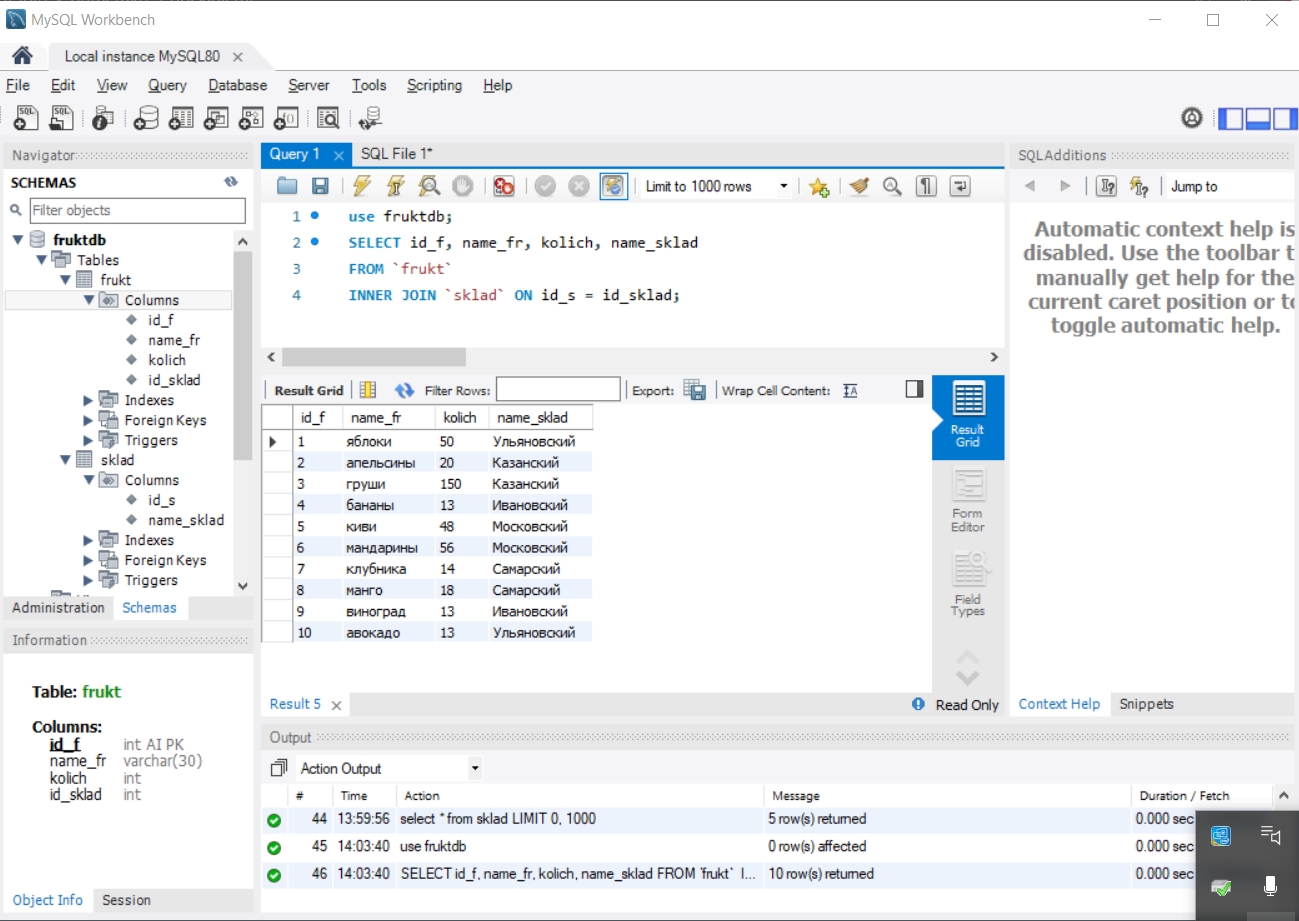 MySQL Workbench
Local instance MySQL80
File Edit View Query Database Server Tools Scripting Help
Navigator
SCHEMAS
Filter objects
fruktdb
Tables
frukt
Columns
id_f
name_fr
kolich
id_sklad
Indexes
Foreign Keys
Triggers
sklad
Columns
id_s
name_sklad
Indexes
Foreign Keys
Triggers
Administration Schemas
Information
Table: frukt
Columns:
id_f int AI PK
name_fr varchar(30)
kolich int
id_sklad int
Object Info Session
Query 1 SQL File 1*
Limit to 1000 rows
1 use fruktdb;
2 SELECT id_f, name_fr, kolich, name_sklad
3 FROM `frukt`
4 INNER JOIN `sklad` ON id_s = id_sklad;
Result Grid Filter Rows: Export: Wrap Cell Content:
id_f name_fr kolich name_sklad
1 яблоки 50 Ульяновский
2 апельсины 20 Казанский
3 груши 150 Казанский
4 бананы 13 Ивановский
5 киви 48 Московский
6 мандарины 56 Московский
7 клубника 14 Самарский
8 манго 18 Самарский
9 виноград 13 Ивановский
10 авокадо 13 Ульяновский
Result
Grid
Form
Editor
Field
Types
Result 5 Read Only
SQLAdditions
Jump to
Automatic context help is
disabled. Use the toolbar t
manually get help for the
current caret position or to
toggle automatic help.
Context Help Snippets
Output
Action Output
# Time Action Message Duration / Fetch
44 13:59:56 select * from sklad LIMIT 0, 1000 5 row(s) returned 0.000 sec
45 14:03:40 use fruktdb 0 row(s) affected 0.000 sec
46 14:03:40 SELECT id_f, name_fr, kolich, name_sklad FROM `frukt` I... 10 row(s) returned 0.000 sec